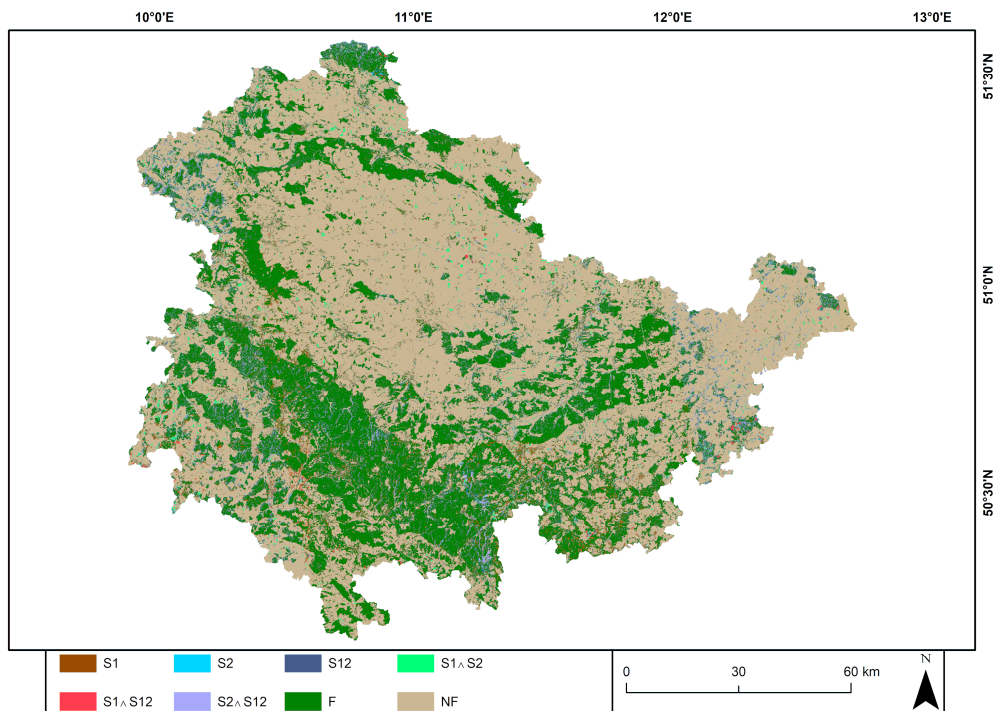 10°0'E 11°0'E 12°0'E 13°0'E
51°30'N
51°0'N
50°30'N
S1 S2 S12 S1∧S2
S1∧S12 S2∧S12 F NF
0 30 60 km
N